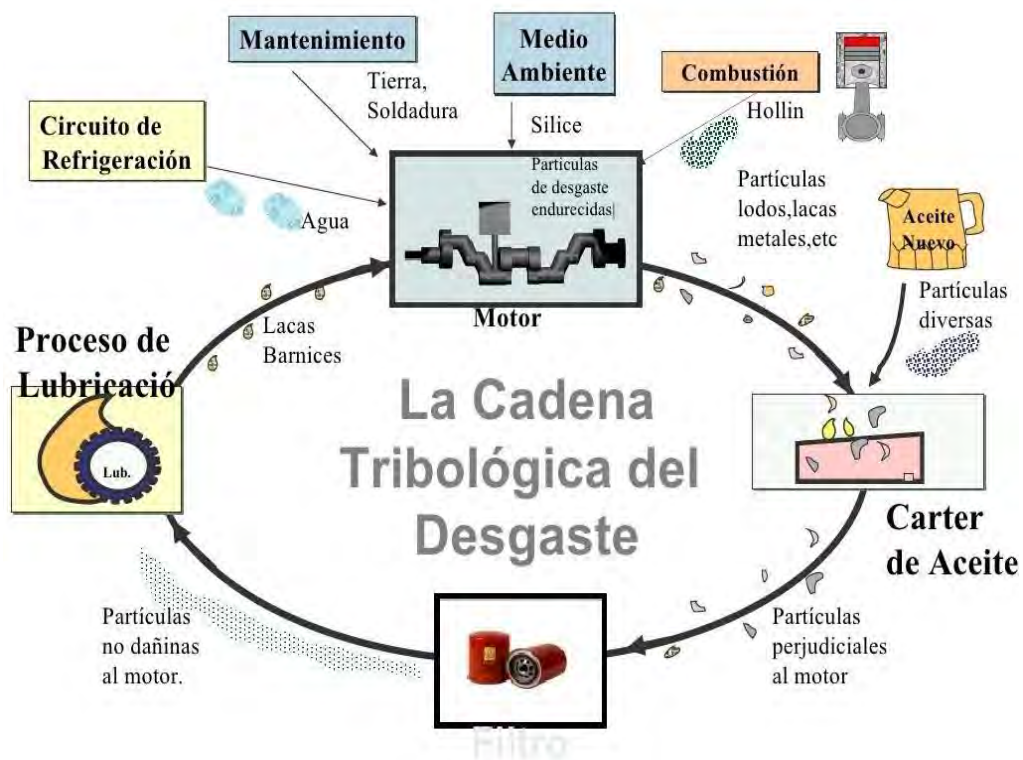 Mantenimiento
Medio
Ambiente
Combustión
Tierra,
Soldadura
Silice
Hollin
Circuito de
Refrigeración
Agua
Particulas
de desgaste
endurecidas|
Partículas
lodos,lacas
metales,etc
Aceite
Nuevo
Partículas
diversas
Motor
Lacas
Barnices
Proceso de
Lubricació
Lub.
La Cadena
Tribológica del
Desgaste
Carter
de Aceite
Partículas
no dañinas
al motor.
Partículas
perjudiciales
al motor
Filtro